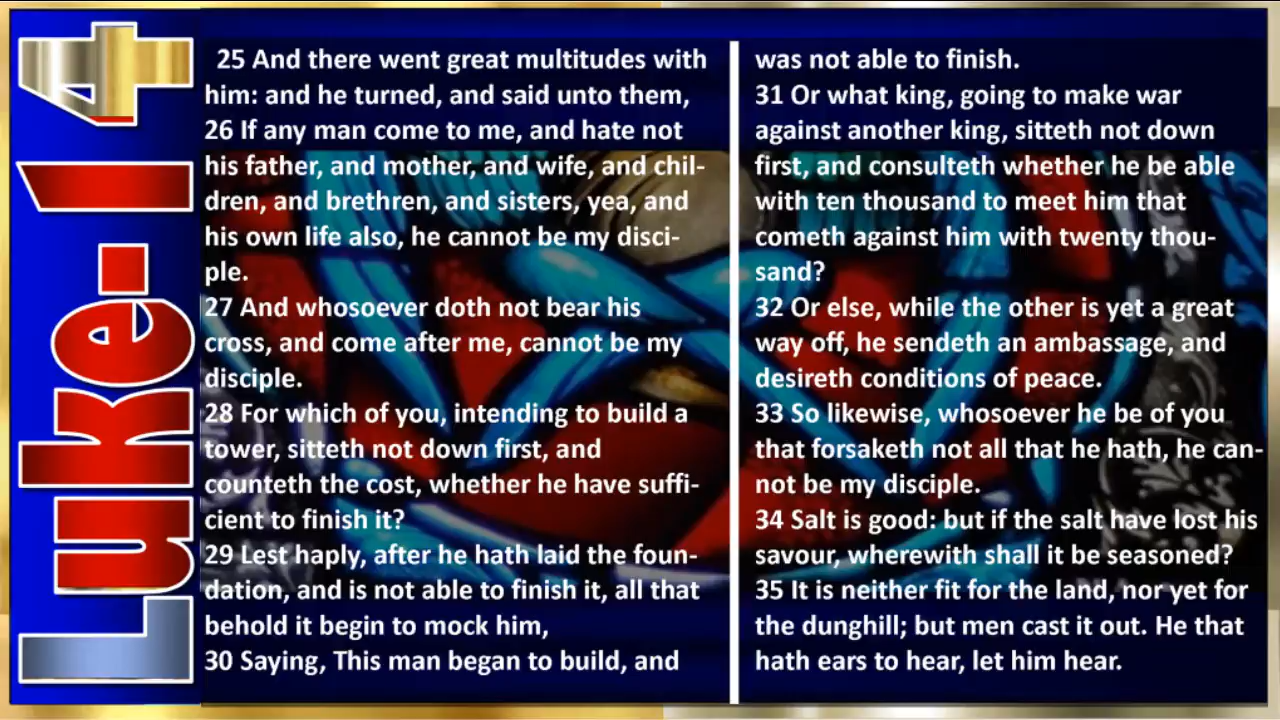 Luke. 14
25 And there went great multitudes with
him: and he turned, and said unto them,
26 If any man come to me, and hate not
his father, and mother, and wife, and chil-
dren, and brethren, and sisters, yea, and
his own life also, he cannot be my disci-
ple.
27 And whosoever doth not bear his
cross, and come after me, cannot be my
disciple.
28 For which of you, intending to build a
tower, sitteth not down first, and
counteth the cost, whether he have suffi-
cient to finish it?
29 Lest haply, after he hath laid the foun-
dation, and is not able to finish it, all that
behold it begin to mock him,
30 Saying, This man began to build, and
was not able to finish.
31 Or what king, going to make war
against another king, sitteth not down
first, and consulteth whether he be able
with ten thousand to meet him that
cometh against him with twenty thou-
sand?
32 Or else, while the other is yet a great
way off, he sendeth an ambassage, and
desireth conditions of peace.
33 So likewise, whosoever he be of you
that forsaketh not all that he hath, he can-
not be my disciple.
34 Salt is good: but if the salt have lost his
savour, wherewith shall it be seasoned?
35 It is neither fit for the land, nor yet for
the dunghill; but men cast it out. He that
hath ears to hear, let him hear.